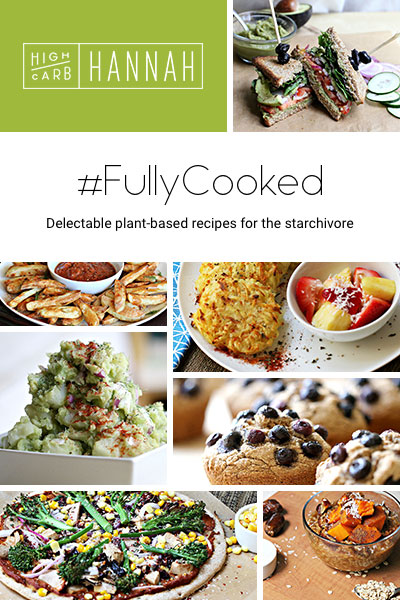 HIGH
CARB
HANNAH
#FullyCooked
Delectable plant-based recipes for the starchivore